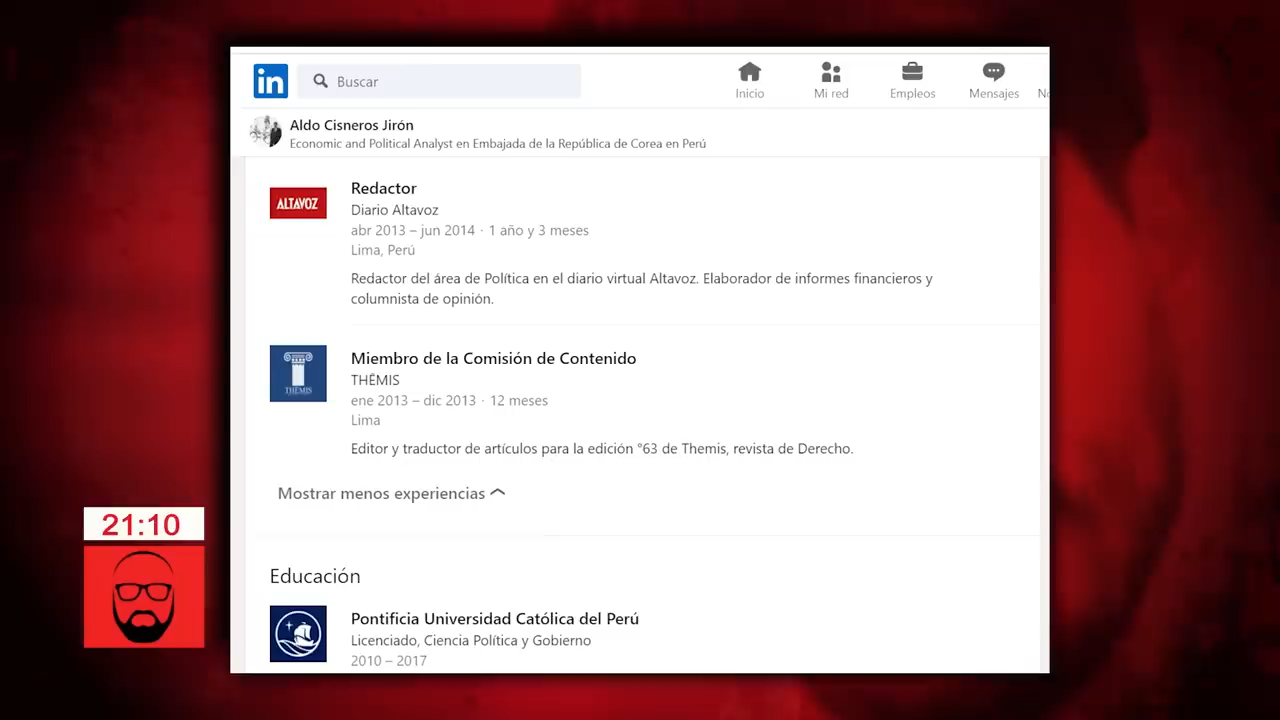 in
Buscar
Inicio
Mi red
Empleos
Mensajes
No
Aldo Cisneros Jirón
Economic and Political Analyst en Embajada de la República de Corea en Perú
ALTAVOZ
Redactor
Diario Altavoz
abr 2013 – jun 2014 · 1 año y 3 meses
Lima, Perú
Redactor del área de Política en el diario virtual Altavoz. Elaborador de informes financieros y
columnista de opinión.
THEMIS
Miembro de la Comisión de Contenido
THĒMIS
ene 2013 – dic 2013 · 12 meses
Lima
Editor y traductor de artículos para la edición °63 de Themis, revista de Derecho.
Mostrar menos experiencias
21:10
Educación
Pontificia Universidad Católica del Perú
Licenciado, Ciencia Política y Gobierno
2010 – 2017